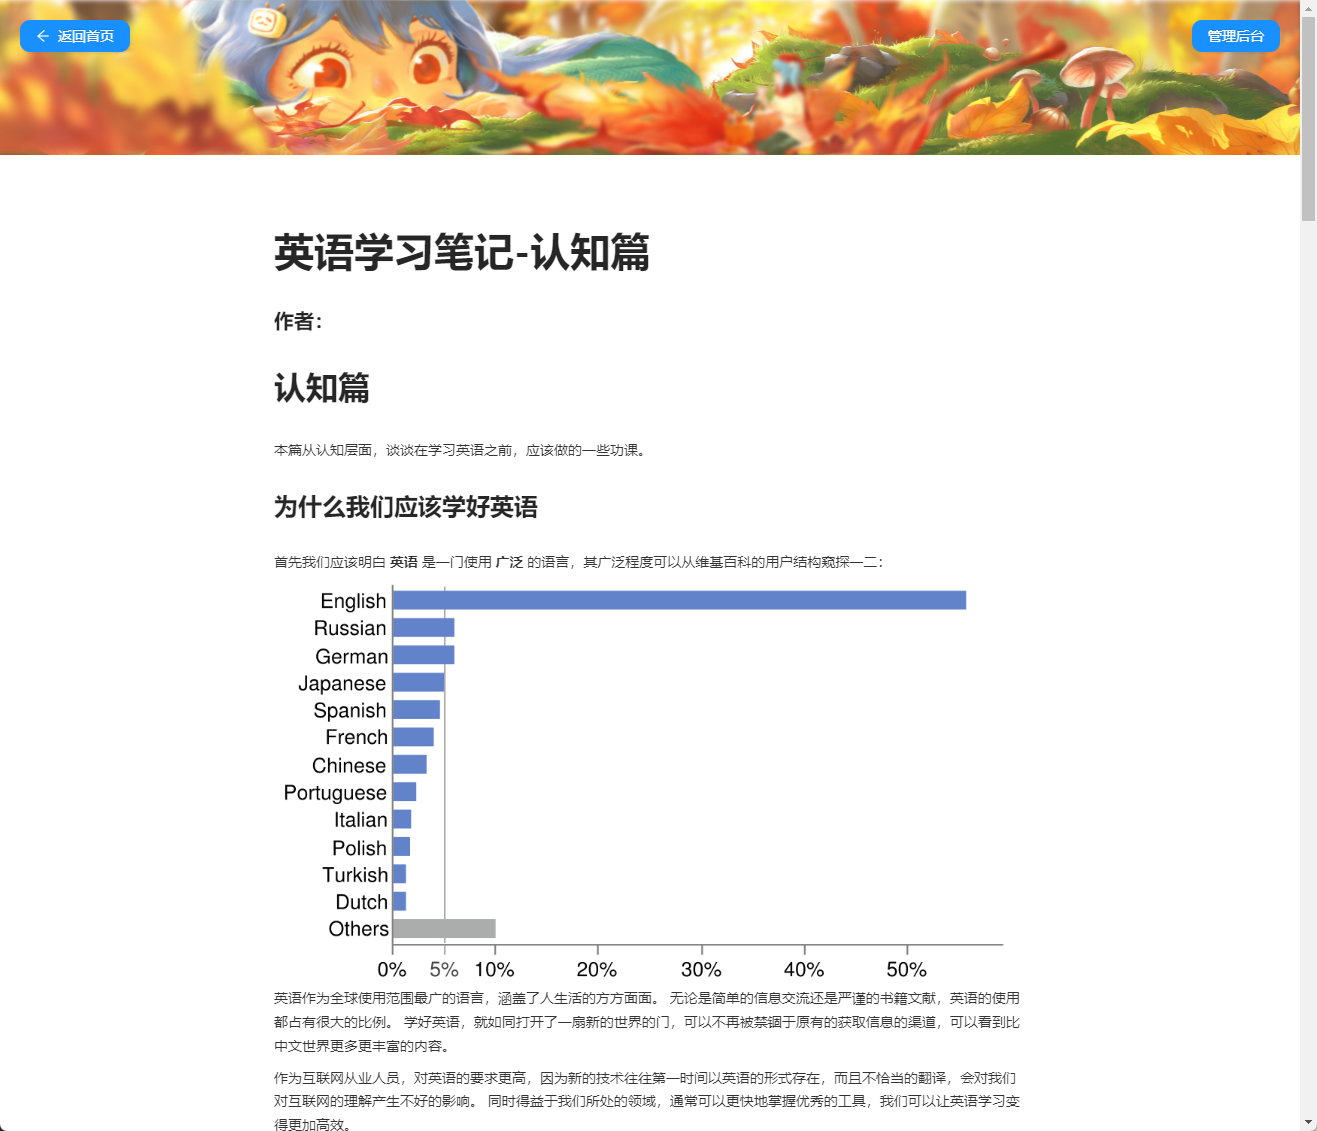 返回首页
管理后台
英语学习笔记-认知篇
作者：
认知篇
本篇从认知层面，谈谈在学习英语之前，应该做的一些功课。
为什么我们应该学好英语
首先我们应该明白 英语 是一门使用 广泛 的语言，其广泛程度可以从维基百科的用户结构窥探一二：
English
Russian
German
Japanese
Spanish
French
Chinese
Portuguese
Italian
Polish
Turkish
Dutch
Others
0% 5% 10% 20% 30% 40% 50%
英语作为全球使用范围最广的语言，涵盖了人生活的方方面面。 无论是简单的信息交流还是严谨的书籍文献，英语的使用
都占有很大的比例。 学好英语，就如同打开了一扇新的世界的门，可以不再被禁锢于原有的获取信息的渠道，可以看到比
中文世界更多更丰富的内容。
作为互联网从业人员，对英语的要求更高，因为新的技术往往第一时间以英语的形式存在，而且不恰当的翻译，会对我们
对互联网的理解产生不好的影响。 同时得益于我们所处的领域，通常可以更快地掌握优秀的工具，我们可以让英语学习变
得更加高效。